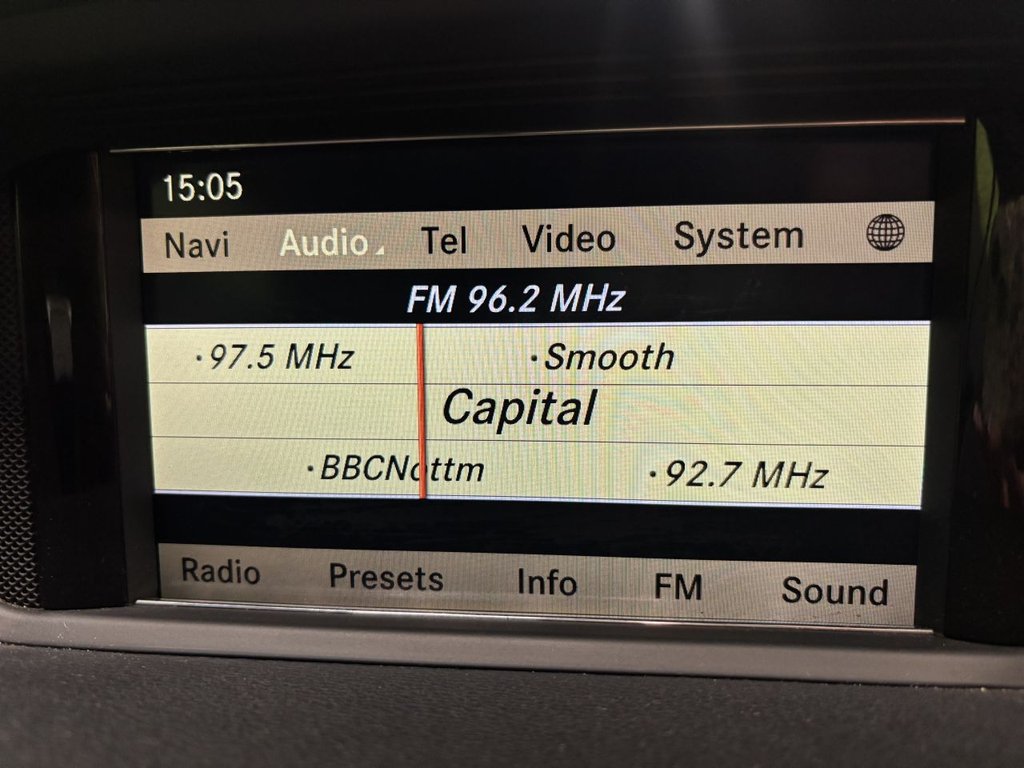 15:05
Navi Audio Tel Video System
FM 96.2 MHz
·97.5 MHz ·Smooth
Capital
·BBCNottm ·92.7 MHz
Radio Presets Info FM Sound